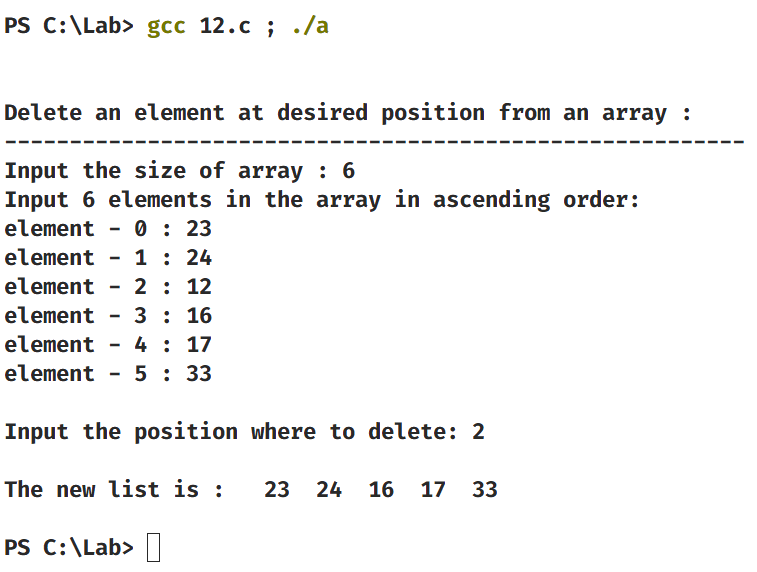 PS C:\Lab> gcc 12.c ; ./a
Delete an element at desired position from an array :
---------------------------------------------------------
Input the size of array : 6
Input 6 elements in the array in ascending order:
element - 0 : 23
element - 1 : 24
element - 2 : 12
element - 3 : 16
element - 4 : 17
element - 5 : 33
Input the position where to delete: 2
The new list is :   23  24  16  17  33
PS C:\Lab>